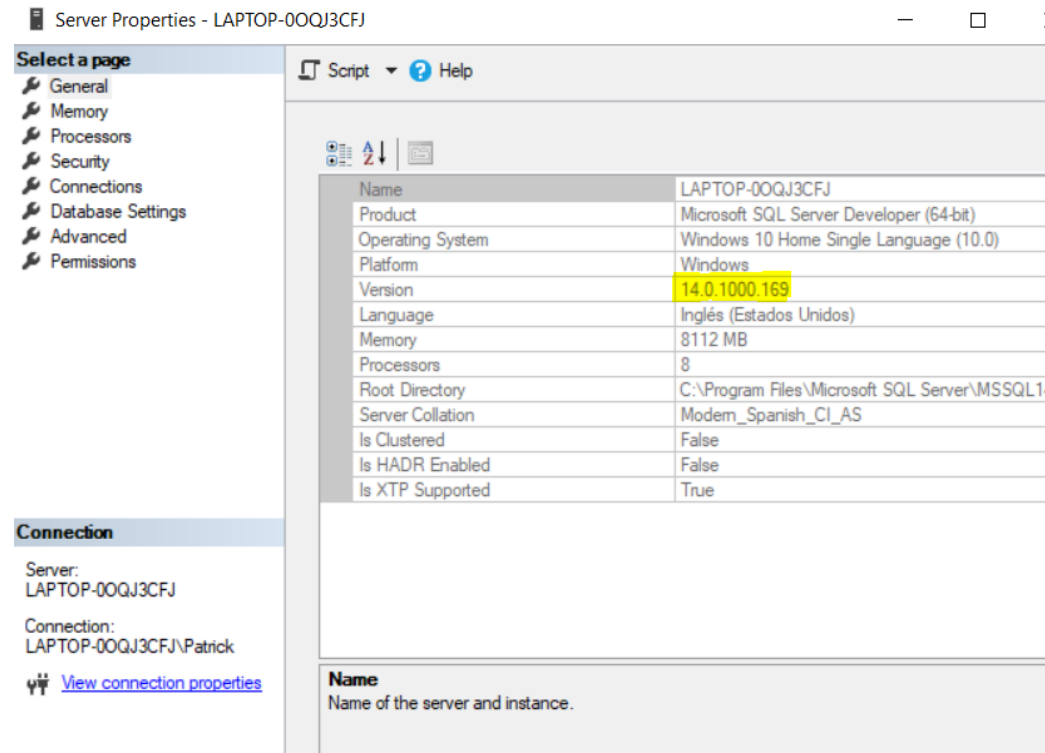 Server Properties - LAPTOP-0OQJ3CFJ
Select a page
General
Memory
Processors
Security
Connections
Database Settings
Advanced
Permissions
Script Help
Name LAPTOP-0OQJ3CFJ
Product Microsoft SQL Server Developer (64-bit)
Operating System Windows 10 Home Single Language (10.0)
Platform Windows
Version 14.0.1000.169
Language Inglés (Estados Unidos)
Memory 8112 MB
Processors 8
Root Directory C:\Program Files\Microsoft SQL Server\MSSQL1
Server Collation Modern_Spanish_CI_AS
Is Clustered False
Is HADR Enabled False
Is XTP Supported True
Connection
Server:
LAPTOP-0OQJ3CFJ
Connection:
LAPTOP-0OQJ3CFJ\Patrick
View connection properties
Name
Name of the server and instance.